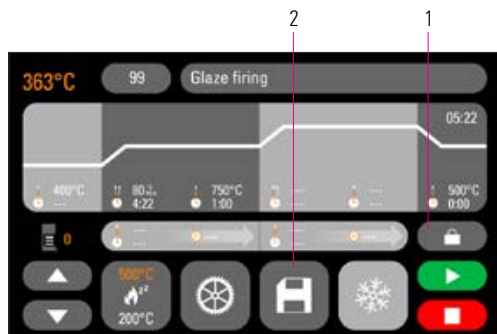 2 1
363°C 99 Glaze firing
05:22
400°C 80 750°C --- --- 500°C
--- 4:22 1:00 --- --- 0:00
0 --- --- ---
--- ---
500°C
zz
200°C